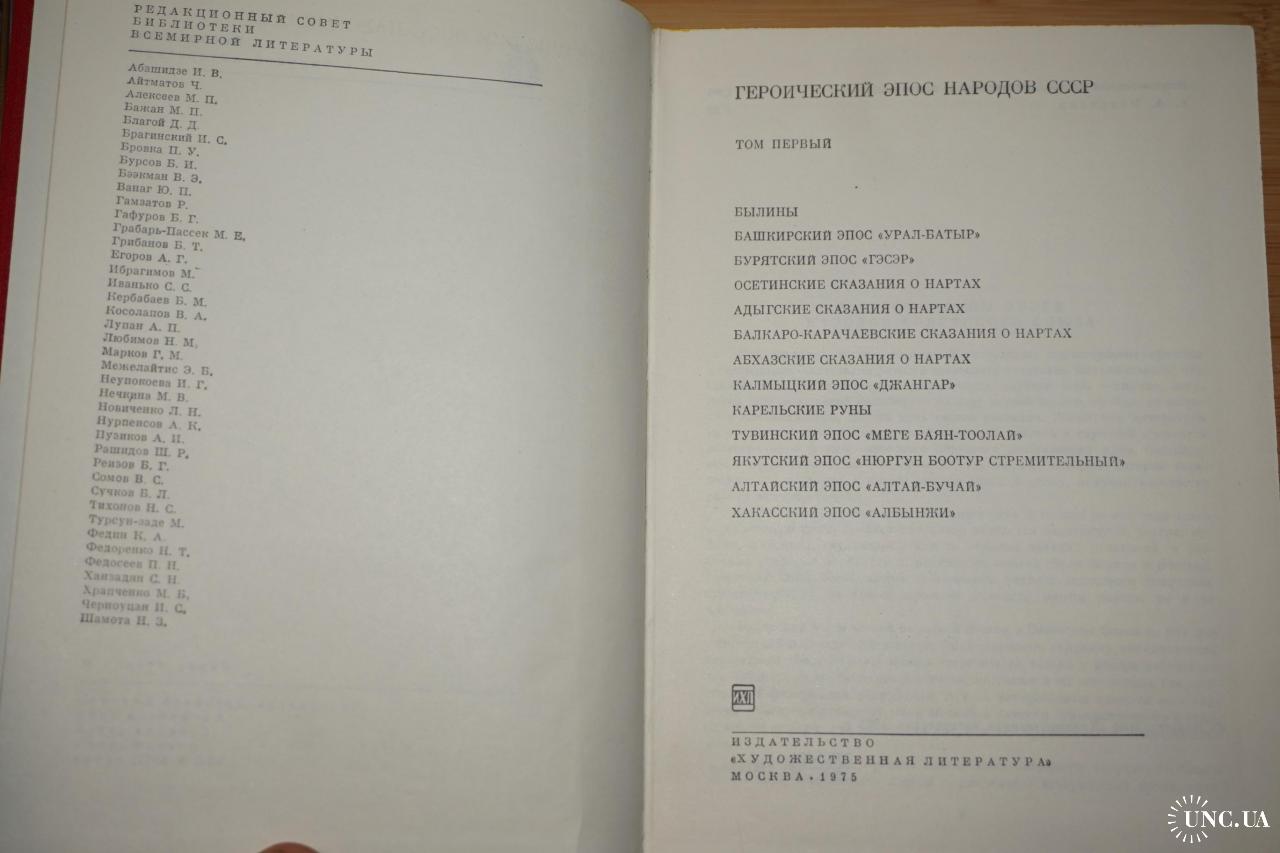 РЕДАКЦИОННЫЙ СОВЕТ
БИБЛИОТЕКИ
ВСЕМИРНОЙ ЛИТЕРАТУРЫ
Абашидзе И. В.
Айтматов Ч.
Алексеев М. П.
Бажан М. П.
Благой Д. Д.
Брагинский И. С.
Бровка П. У.
Бурсов Б. И.
Бээкман В. Э.
Ванаг Ю. П.
Гамзатов Р.
Гафуров Б. Г.
Грабарь-Пассек М. Е.
Грибанов Б. Т.
Егоров А. Г.
Ибрагимов М.
Иванько С. С.
Кербабаев Б. М.
Косолапов В. А.
Лупан А. П.
Любимов Н. М.
Марков Г. М.
Межелайтис Э. Б.
Неупокоева И. Г.
Нечкина М. В.
Новиченко Л. Н.
Нурпеисов А. К.
Пузиков А. И.
Рашидов Ш. Р.
Реизов Б. Г.
Сомов В. С.
Сучков Б. Л.
Тихонов Н. С.
Турсун-заде М.
Федин К. А.
Федоренко Н. Т.
Федосеев П. Н.
Ханзадян С. Н.
Храпченко М. Б.
Черноуцан И. С.
Шамота Н. З.
ГЕРОИЧЕСКИЙ ЭПОС НАРОДОВ СССР
ТОМ ПЕРВЫЙ
БЫЛИНЫ
БАШКИРСКИЙ ЭПОС «УРАЛ-БАТЫР»
БУРЯТСКИЙ ЭПОС «ГЭСЭР»
ОСЕТИНСКИЕ СКАЗАНИЯ О НАРТАХ
АДЫГСКИЕ СКАЗАНИЯ О НАРТАХ
БАЛКАРО-КАРАЧАЕВСКИЕ СКАЗАНИЯ О НАРТАХ
АБХАЗСКИЕ СКАЗАНИЯ О НАРТАХ
КАЛМЫЦКИЙ ЭПОС «ДЖАНГАР»
КАРЕЛЬСКИЕ РУНЫ
ТУВИНСКИЙ ЭПОС «МЁГЕ БАЯН-ТООЛАЙ»
ЯКУТСКИЙ ЭПОС «НЮРГУН БООТУР СТРЕМИТЕЛЬНЫЙ»
АЛТАЙСКИЙ ЭПОС «АЛТАЙ-БУЧАЙ»
ХАКАССКИЙ ЭПОС «АЛБЫНЖИ»
ИХЛ
ИЗДАТЕЛЬСТВО
«ХУДОЖЕСТВЕННАЯ ЛИТЕРАТУРА»
МОСКВА · 1975
UNC.UA